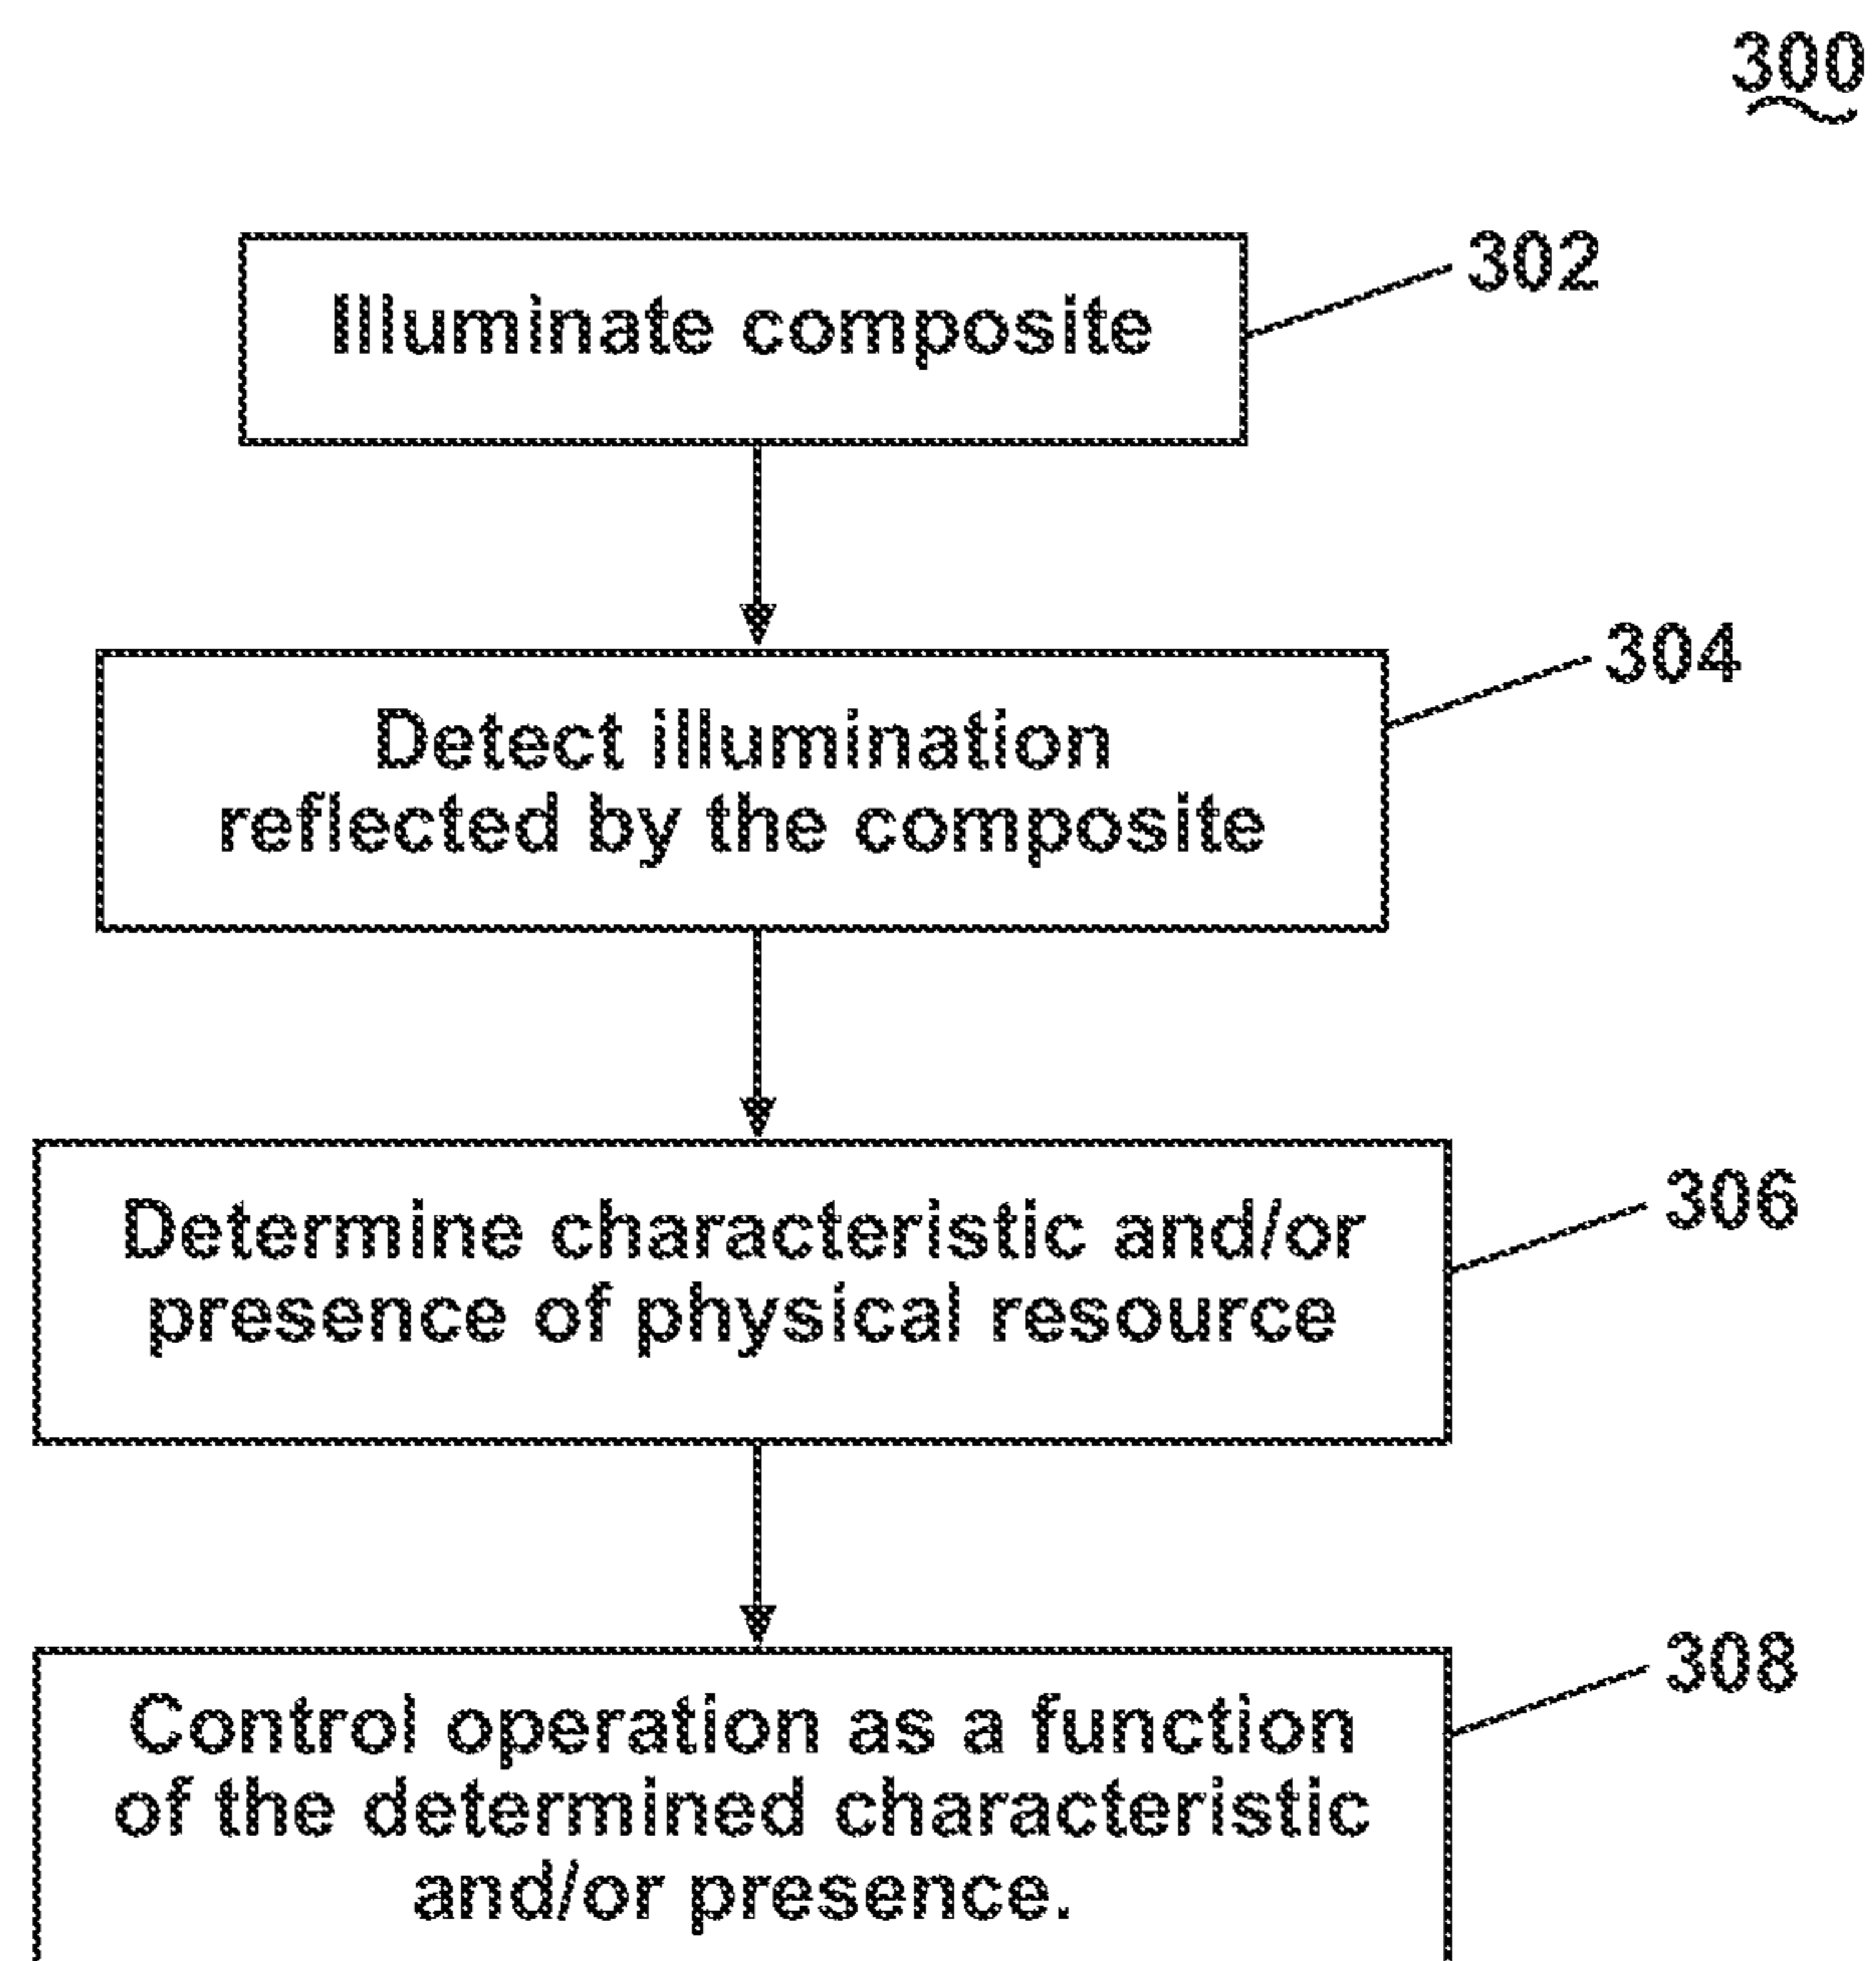 300
Illuminate composite
302
Detect illumination
reflected by the composite
304
Determine characteristic and/or
presence of physical resource
306
Control operation as a function
of the determined characteristic
and/or presence.
308